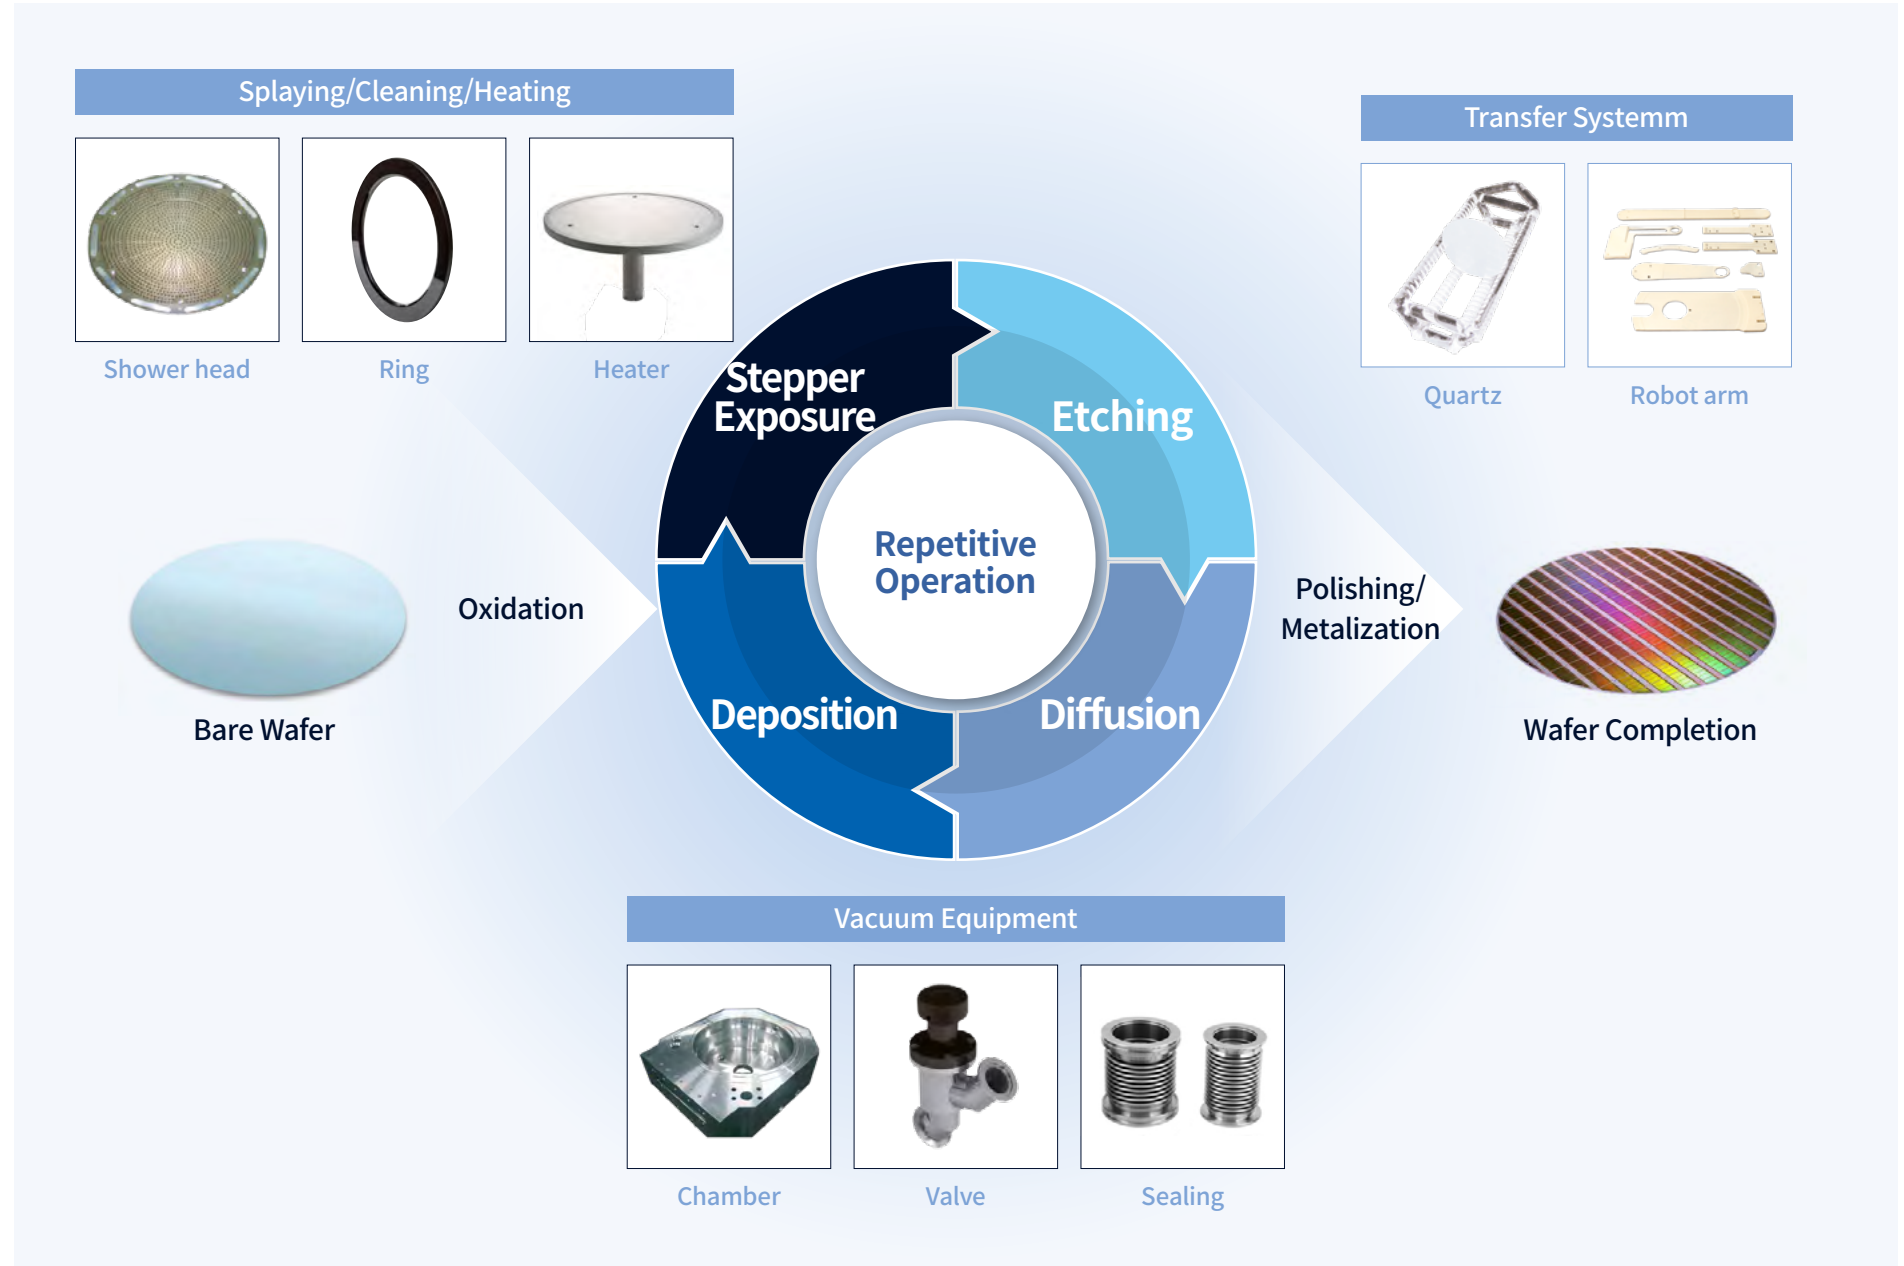 Splaying/Cleaning/Heating
Shower head
Ring
Heater
Transfer Systemm
Quartz
Robot arm
Stepper
Exposure
Etching
Repetitive
Operation
Deposition
Diffusion
Bare Wafer
Oxidation
Polishing/
Metalization
Wafer Completion
Vacuum Equipment
Chamber
Valve
Sealing